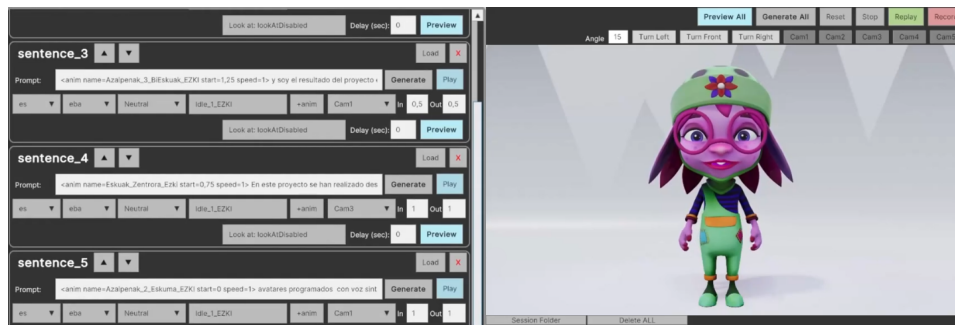 Look at: lookAtDisabled Delay (sec): 0 Preview
sentence_3 ▲ ▼ Load X
Prompt: <anim name=Azalpenak_3_BiEskuak_EZKI start=1,25 speed=1> y soy el resultado del proyecto Generate Play
es ▼ eba ▼ Neutral ▼ Idle_1_EZKI +anim Cam1 ▼ In 0,5 Out 0,5
Look at: lookAtDisabled Delay (sec): 0 Preview
sentence_4 ▲ ▼ Load X
Prompt: <anim name=Eskuak_Zentrora_Ezki start=0,75 speed=1> En este proyecto se han realizado des Generate Play
es ▼ eba ▼ Neutral ▼ Idle_1_EZKI +anim Cam3 ▼ In 1 Out 1
Look at: lookAtDisabled Delay (sec): 0 Preview
sentence_5 ▲ ▼ Load X
Prompt: <anim name=Azalpenak_2_Eskuma_EZKI start=0 speed=1> avatares programados con voz sint Generate Play
es ▼ eba ▼ Neutral ▼ Idle_1_EZKI +anim Cam1 ▼ In 1 Out 1
Preview All Generate All Reset Stop Replay Recor
Angle 15 Turn Left Turn Front Turn Right Cam1 Cam2 Cam3 Cam4 Cam5
Session Folder Delete ALL